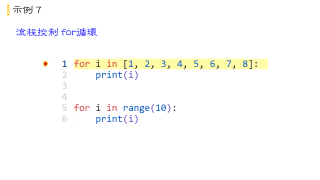 示例 7
流程控制 for循環
1 for i in [1, 2, 3, 4, 5, 6, 7, 8]:
2     print(i)
3
4
5 for i in range(10):
6     print(i)